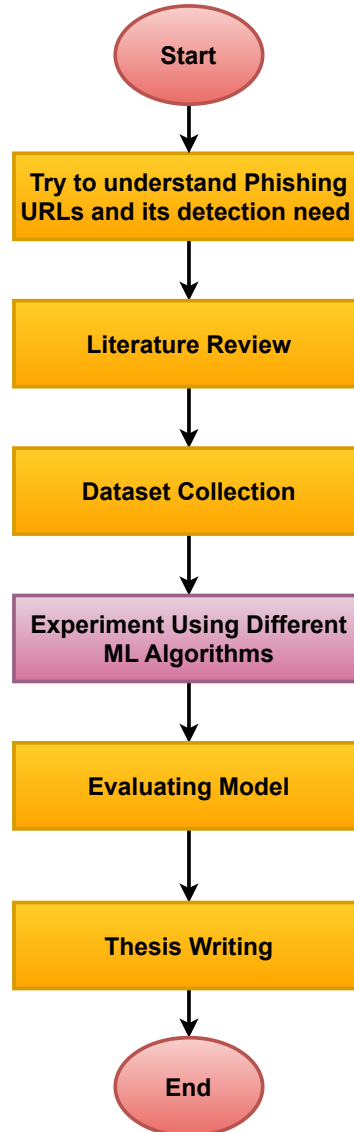 Start
Try to understand Phishing
URLs and its detection need
Literature Review
Dataset Collection
Experiment Using Different
ML Algorithms
Evaluating Model
Thesis Writing
End